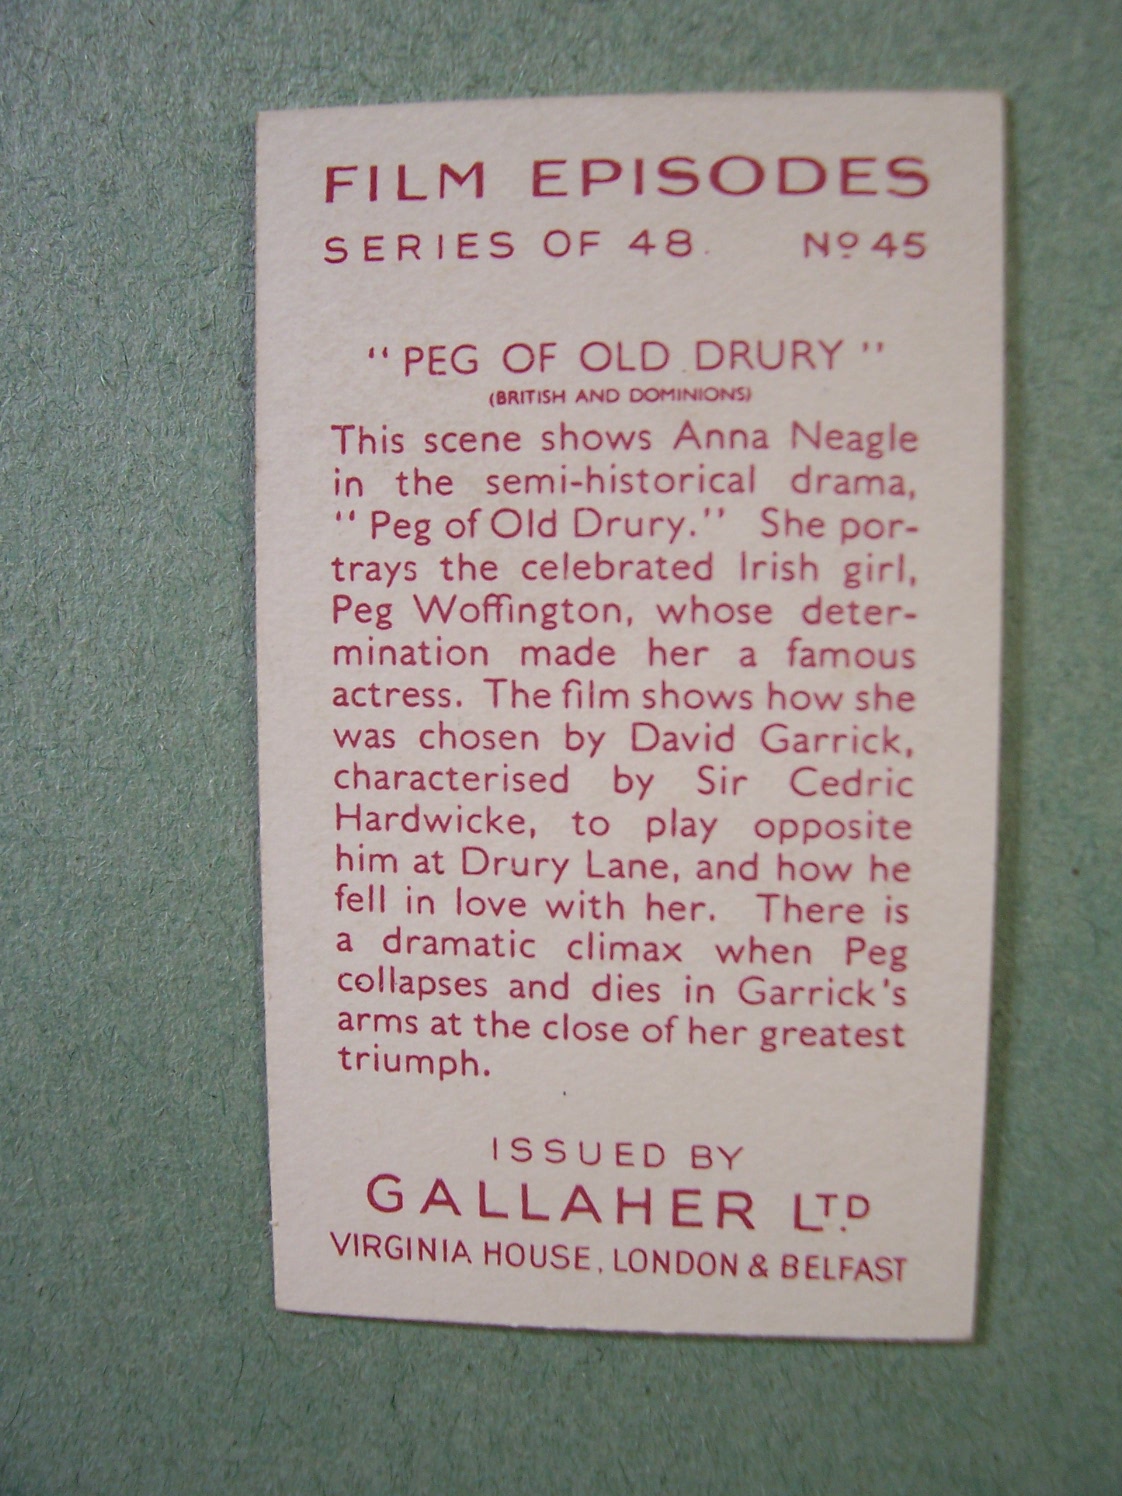 FILM EPISODES
SERIES OF 48. Nº 45
"PEG OF OLD DRURY"
(BRITISH AND DOMINIONS)
This scene shows Anna Neagle
in the semi-historical drama,
"Peg of Old Drury." She por-
trays the celebrated Irish girl,
Peg Woffington, whose deter-
mination made her a famous
actress. The film shows how she
was chosen by David Garrick,
characterised by Sir Cedric
Hardwicke, to play opposite
him at Drury Lane, and how he
fell in love with her. There is
a dramatic climax when Peg
collapses and dies in Garrick's
arms at the close of her greatest
triumph.
ISSUED BY
GALLAHER LTD.
VIRGINIA HOUSE, LONDON & BELFAST